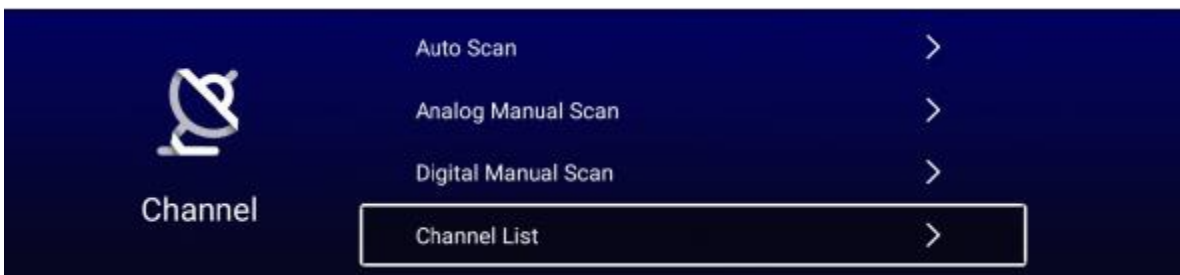 Auto Scan
Analog Manual Scan
Digital Manual Scan
Channel
Channel List